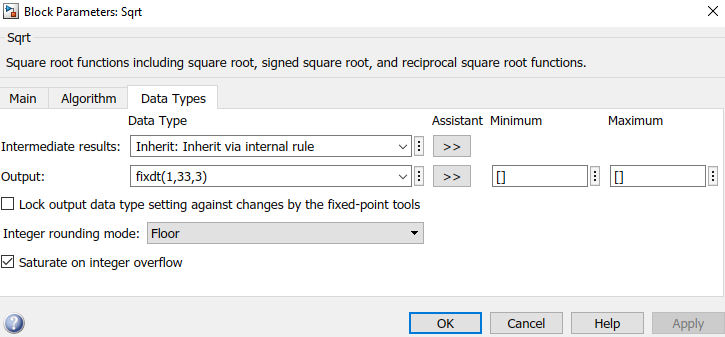 Block Parameters: Sqrt
Sqrt
Square root functions including square root, signed square root, and reciprocal square root functions.
Main Algorithm Data Types
Data Type Assistant Minimum Maximum
Intermediate results: Inherit: Inherit via internal rule >>
Output: fixdt(1,33,3) >> [] []
Lock output data type setting against changes by the fixed-point tools
Integer rounding mode: Floor
Saturate on integer overflow
? OK Cancel Help Apply